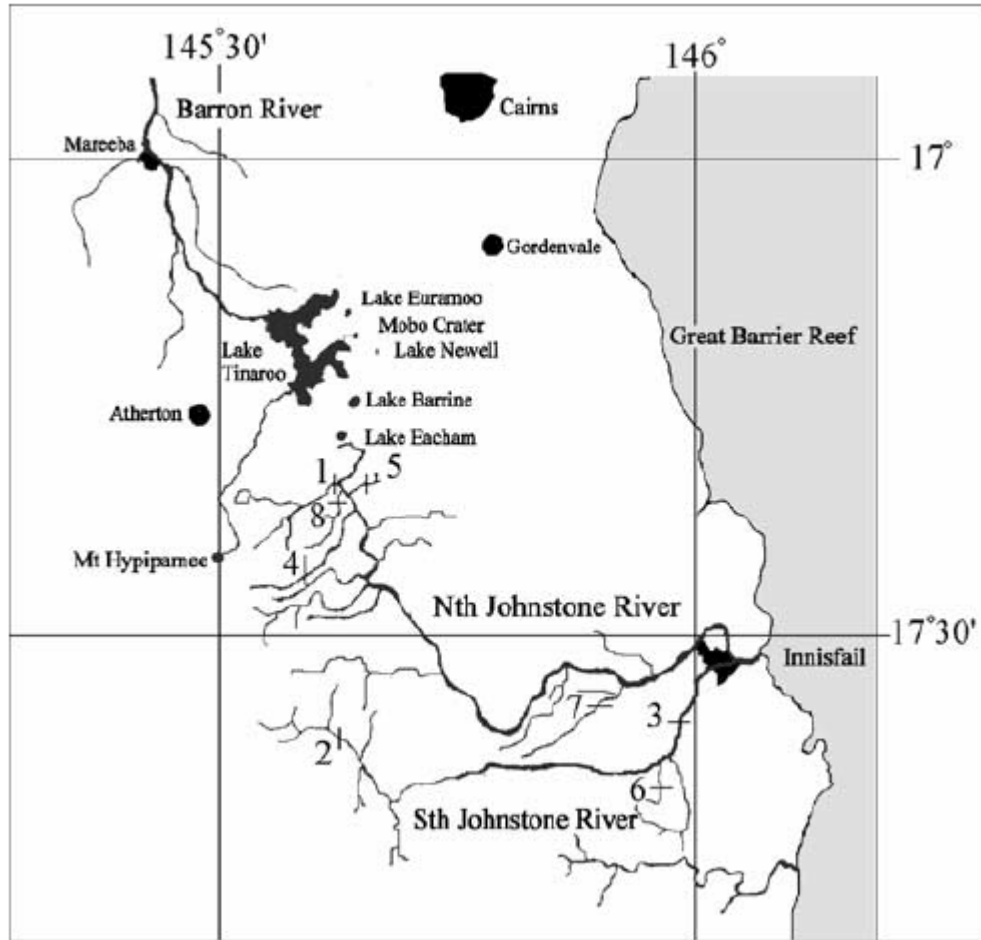 145°30'
146°
Barron River
Cairns
Mareeba
17°
Gordenvale
Lake Euramoo
Mobo Crater
Great Barrier Reef
Lake Newell
Lake
Tinaroo
Lake Barrine
Atherton
Lake Eacham
1
5
8
Mt Hypipamee
4
Nth Johnstone River
17°30'
Innisfail
7
3
2
6
Sth Johnstone River